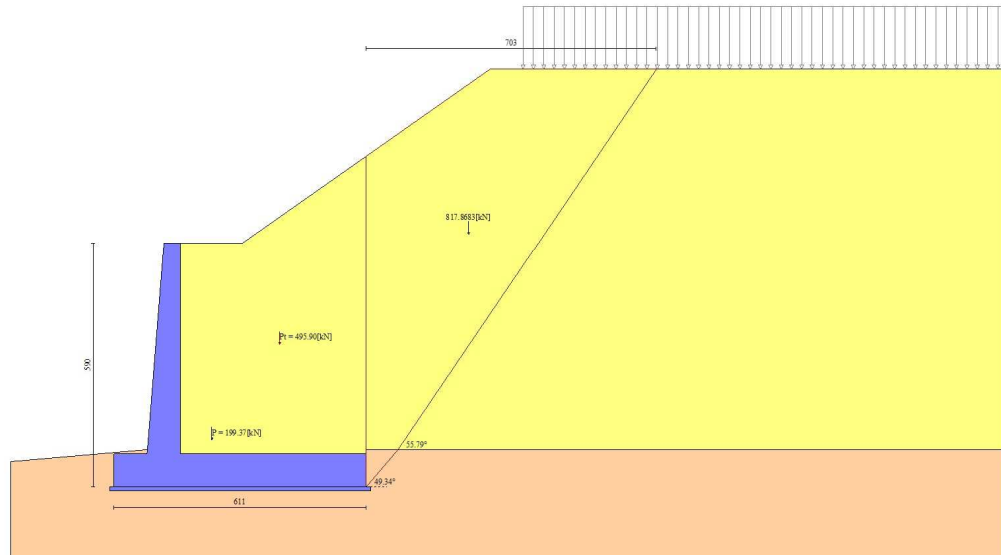 703
817.8683[kN]
Pt = 495.90[kN]
590
P = 199.37[kN]
55.79°
49.34°
611